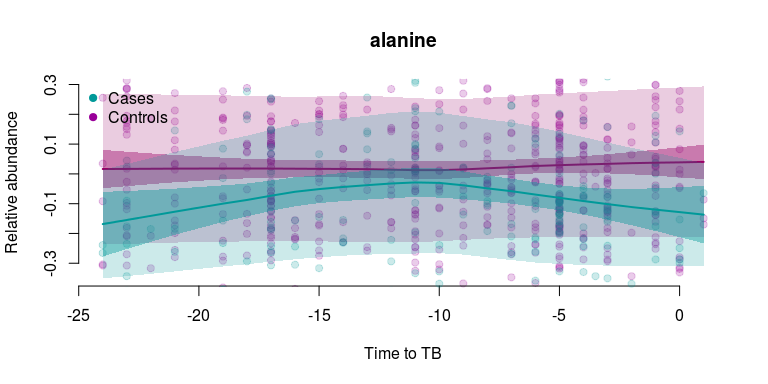 alanine
Relative abundance
0.3
0.1
-0.1
-0.3
Cases
Controls
-25
-20
-15
-10
-5
0
Time to TB